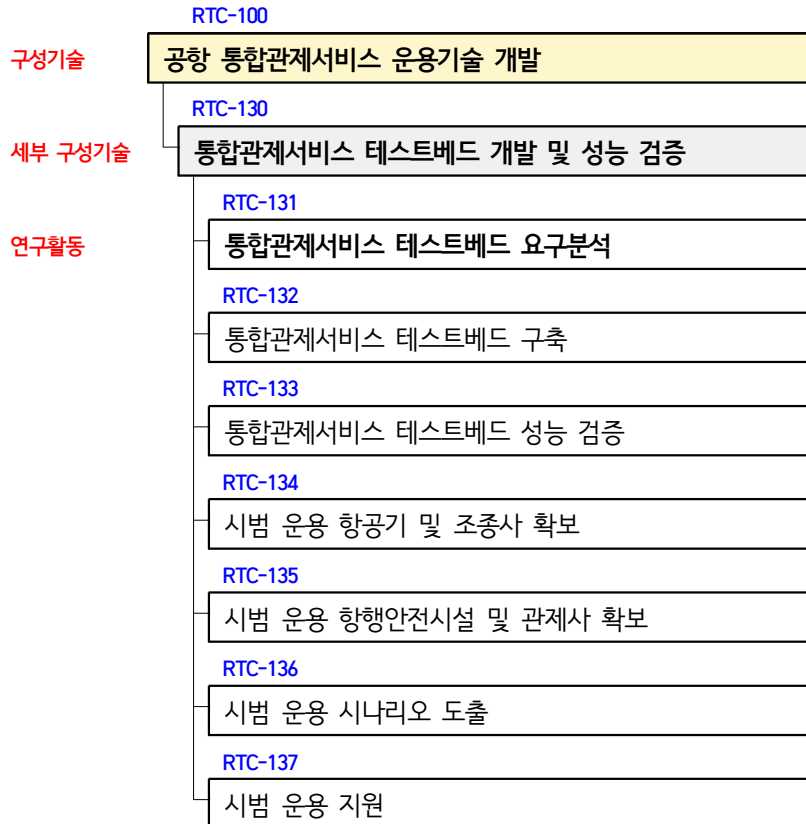 RTC-100
구성기술
공항 통합관제서비스 운용기술 개발
RTC-130
세부 구성기술
통합관제서비스 테스트베드 개발 및 성능 검증
RTC-131
연구활동
통합관제서비스 테스트베드 요구분석
RTC-132
통합관제서비스 테스트베드 구축
RTC-133
통합관제서비스 테스트베드 성능 검증
RTC-134
시범 운용 항공기 및 조종사 확보
RTC-135
시범 운용 항행안전시설 및 관제사 확보
RTC-136
시범 운용 시나리오 도출
RTC-137
시범 운용 지원